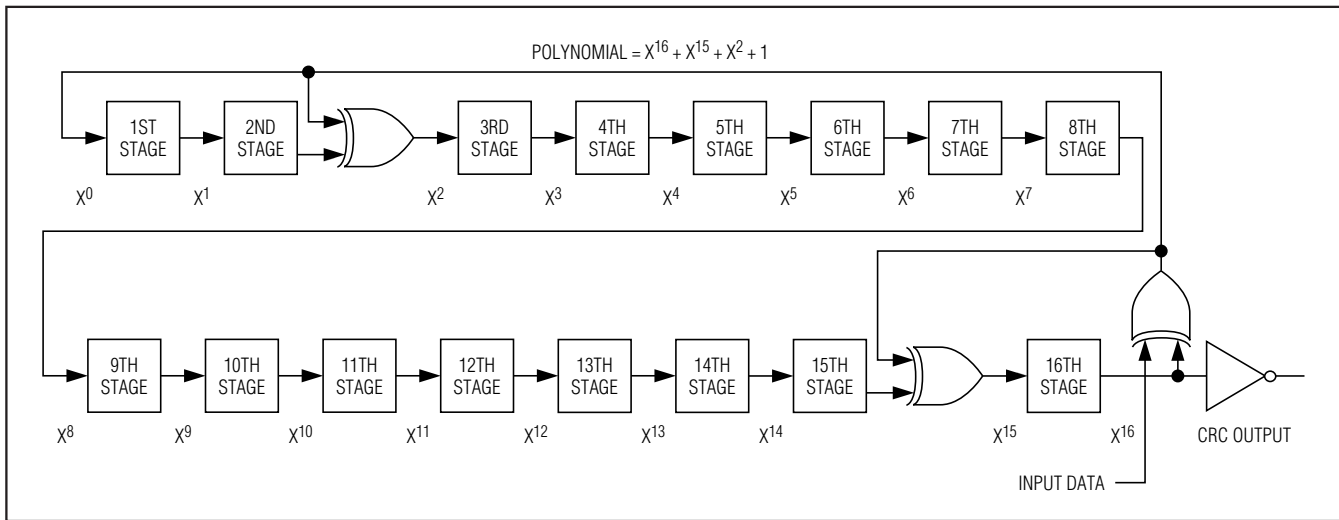 POLYNOMIAL = X16 + X15 + X2 + 1
1ST
STAGE
2ND
STAGE
3RD
STAGE
4TH
STAGE
5TH
STAGE
6TH
STAGE
7TH
STAGE
8TH
STAGE
X0
X1
X2
X3
X4
X5
X6
X7
9TH
STAGE
10TH
STAGE
11TH
STAGE
12TH
STAGE
13TH
STAGE
14TH
STAGE
15TH
STAGE
16TH
STAGE
X8
X9
X10
X11
X12
X13
X14
X15
X16
CRC OUTPUT
INPUT DATA